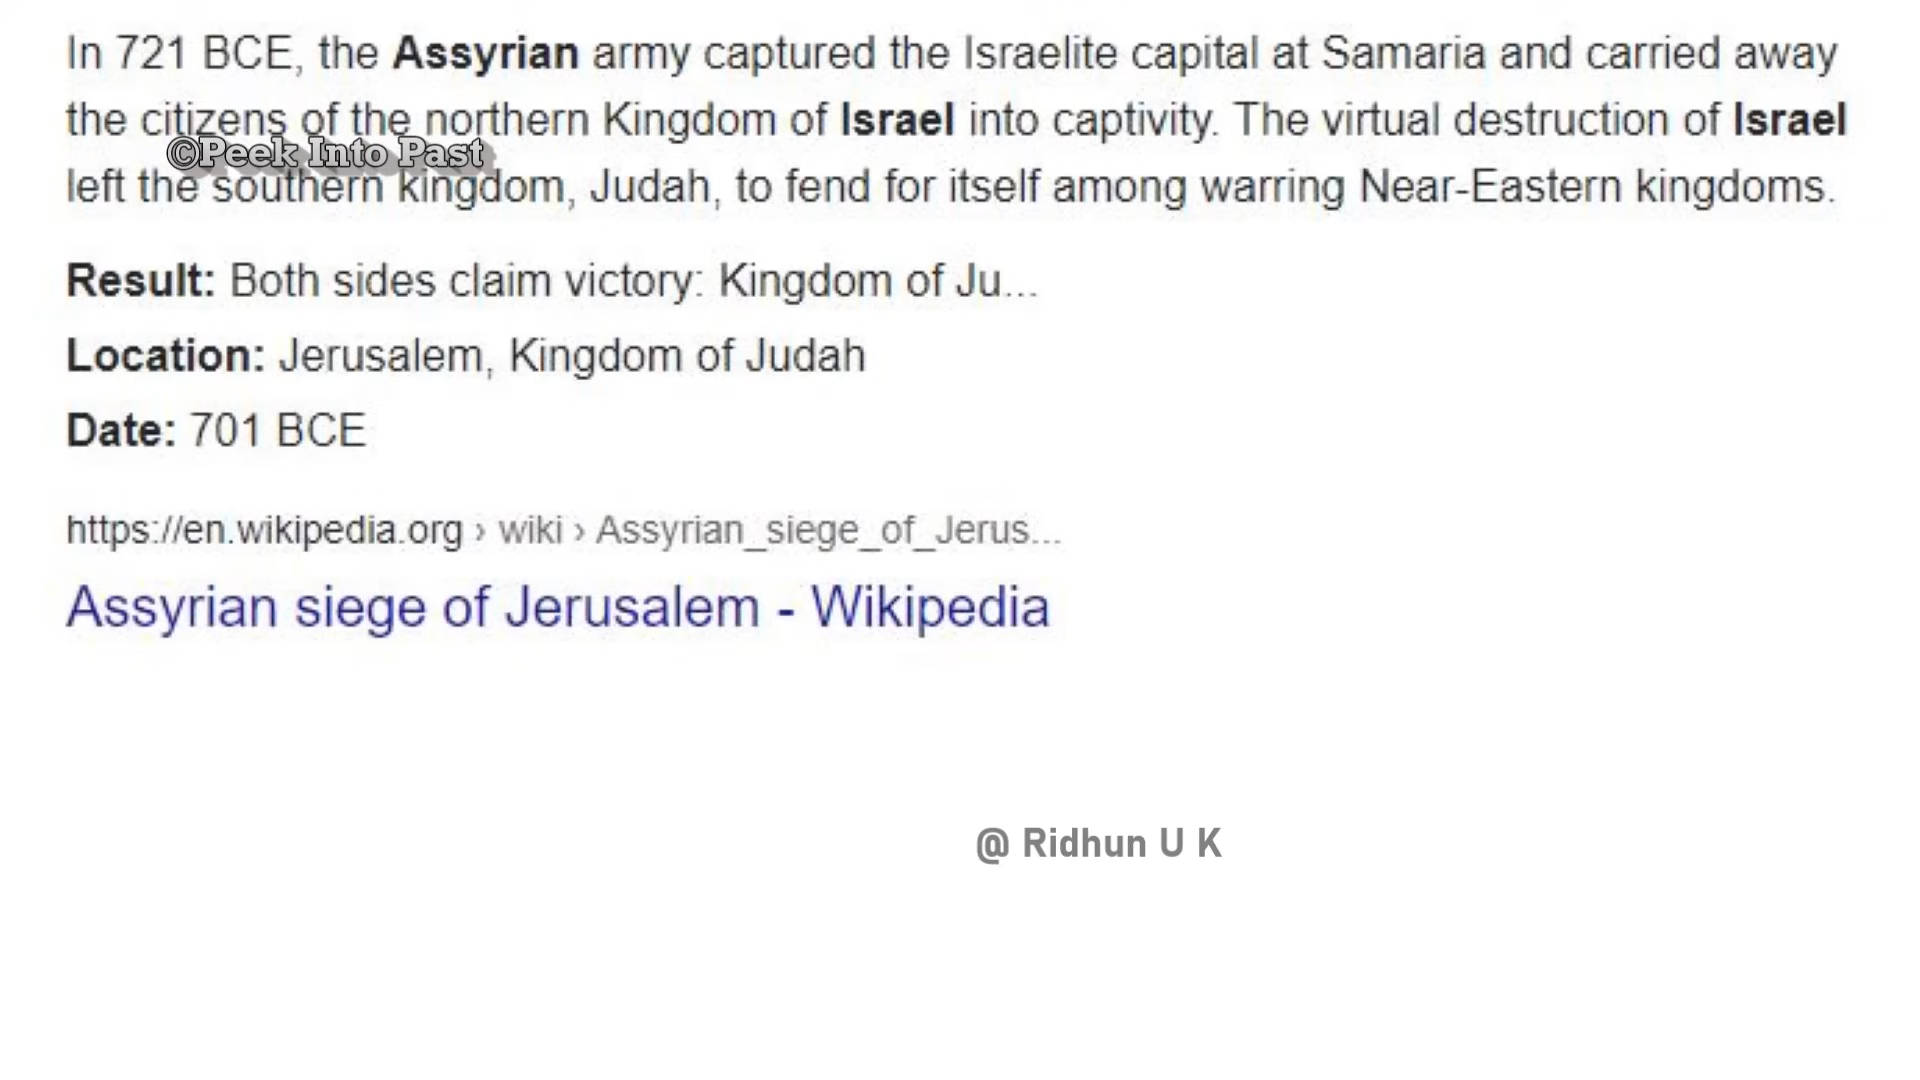 In 721 BCE, the Assyrian army captured the Israelite capital at Samaria and carried away
the citizens of the northern Kingdom of Israel into captivity. The virtual destruction of Israel
©Peek Into Past
left the southern kingdom, Judah, to fend for itself among warring Near-Eastern kingdoms.
Result: Both sides claim victory: Kingdom of Ju...
Location: Jerusalem, Kingdom of Judah
Date: 701 BCE
https://en.wikipedia.org › wiki › Assyrian_siege_of_Jerus...
Assyrian siege of Jerusalem - Wikipedia
@ Ridhun U K